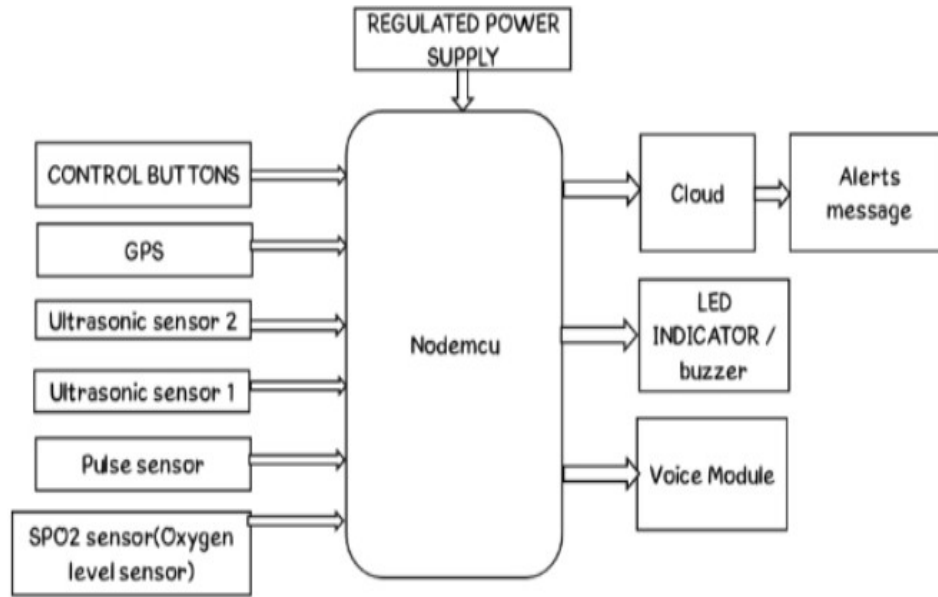 REGULATED POWER
SUPPLY
CONTROL BUTTONS
GPS
Ultrasonic sensor 2
Ultrasonic sensor 1
Pulse sensor
SPO2 sensor(Oxygen
level sensor)
Nodemcu
Cloud
Alerts
message
LED
INDICATOR /
buzzer
Voice Module